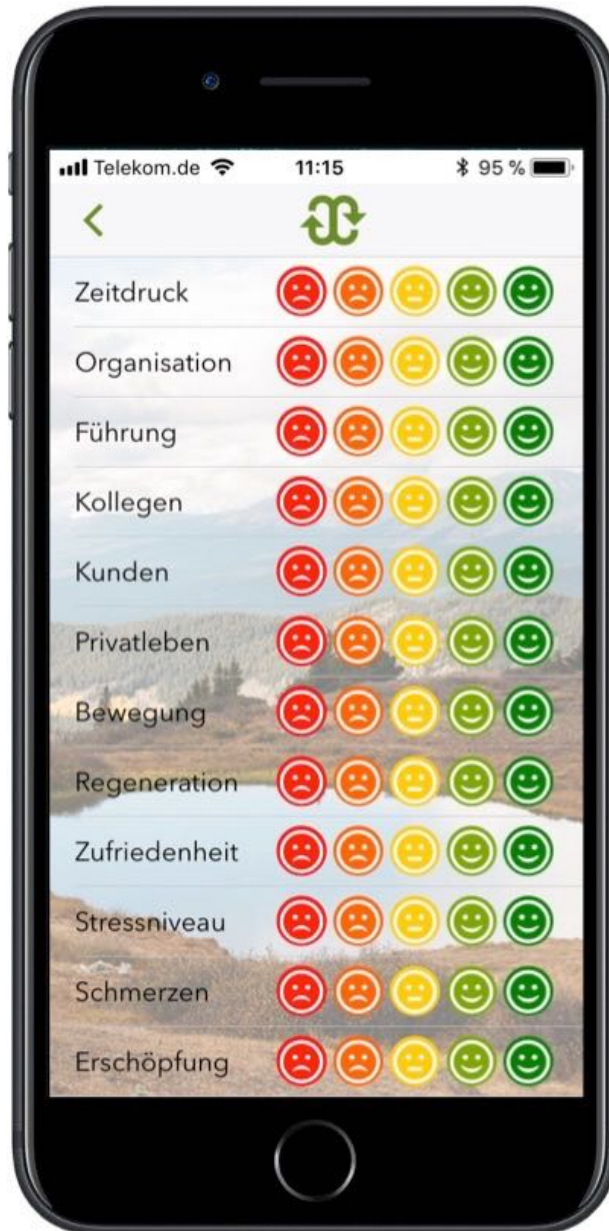 Telekom.de 11:15 95 %
Zeitdruck
Organisation
Führung
Kollegen
Kunden
Privatleben
Bewegung
Regeneration
Zufriedenheit
Stressniveau
Schmerzen
Erschöpfung